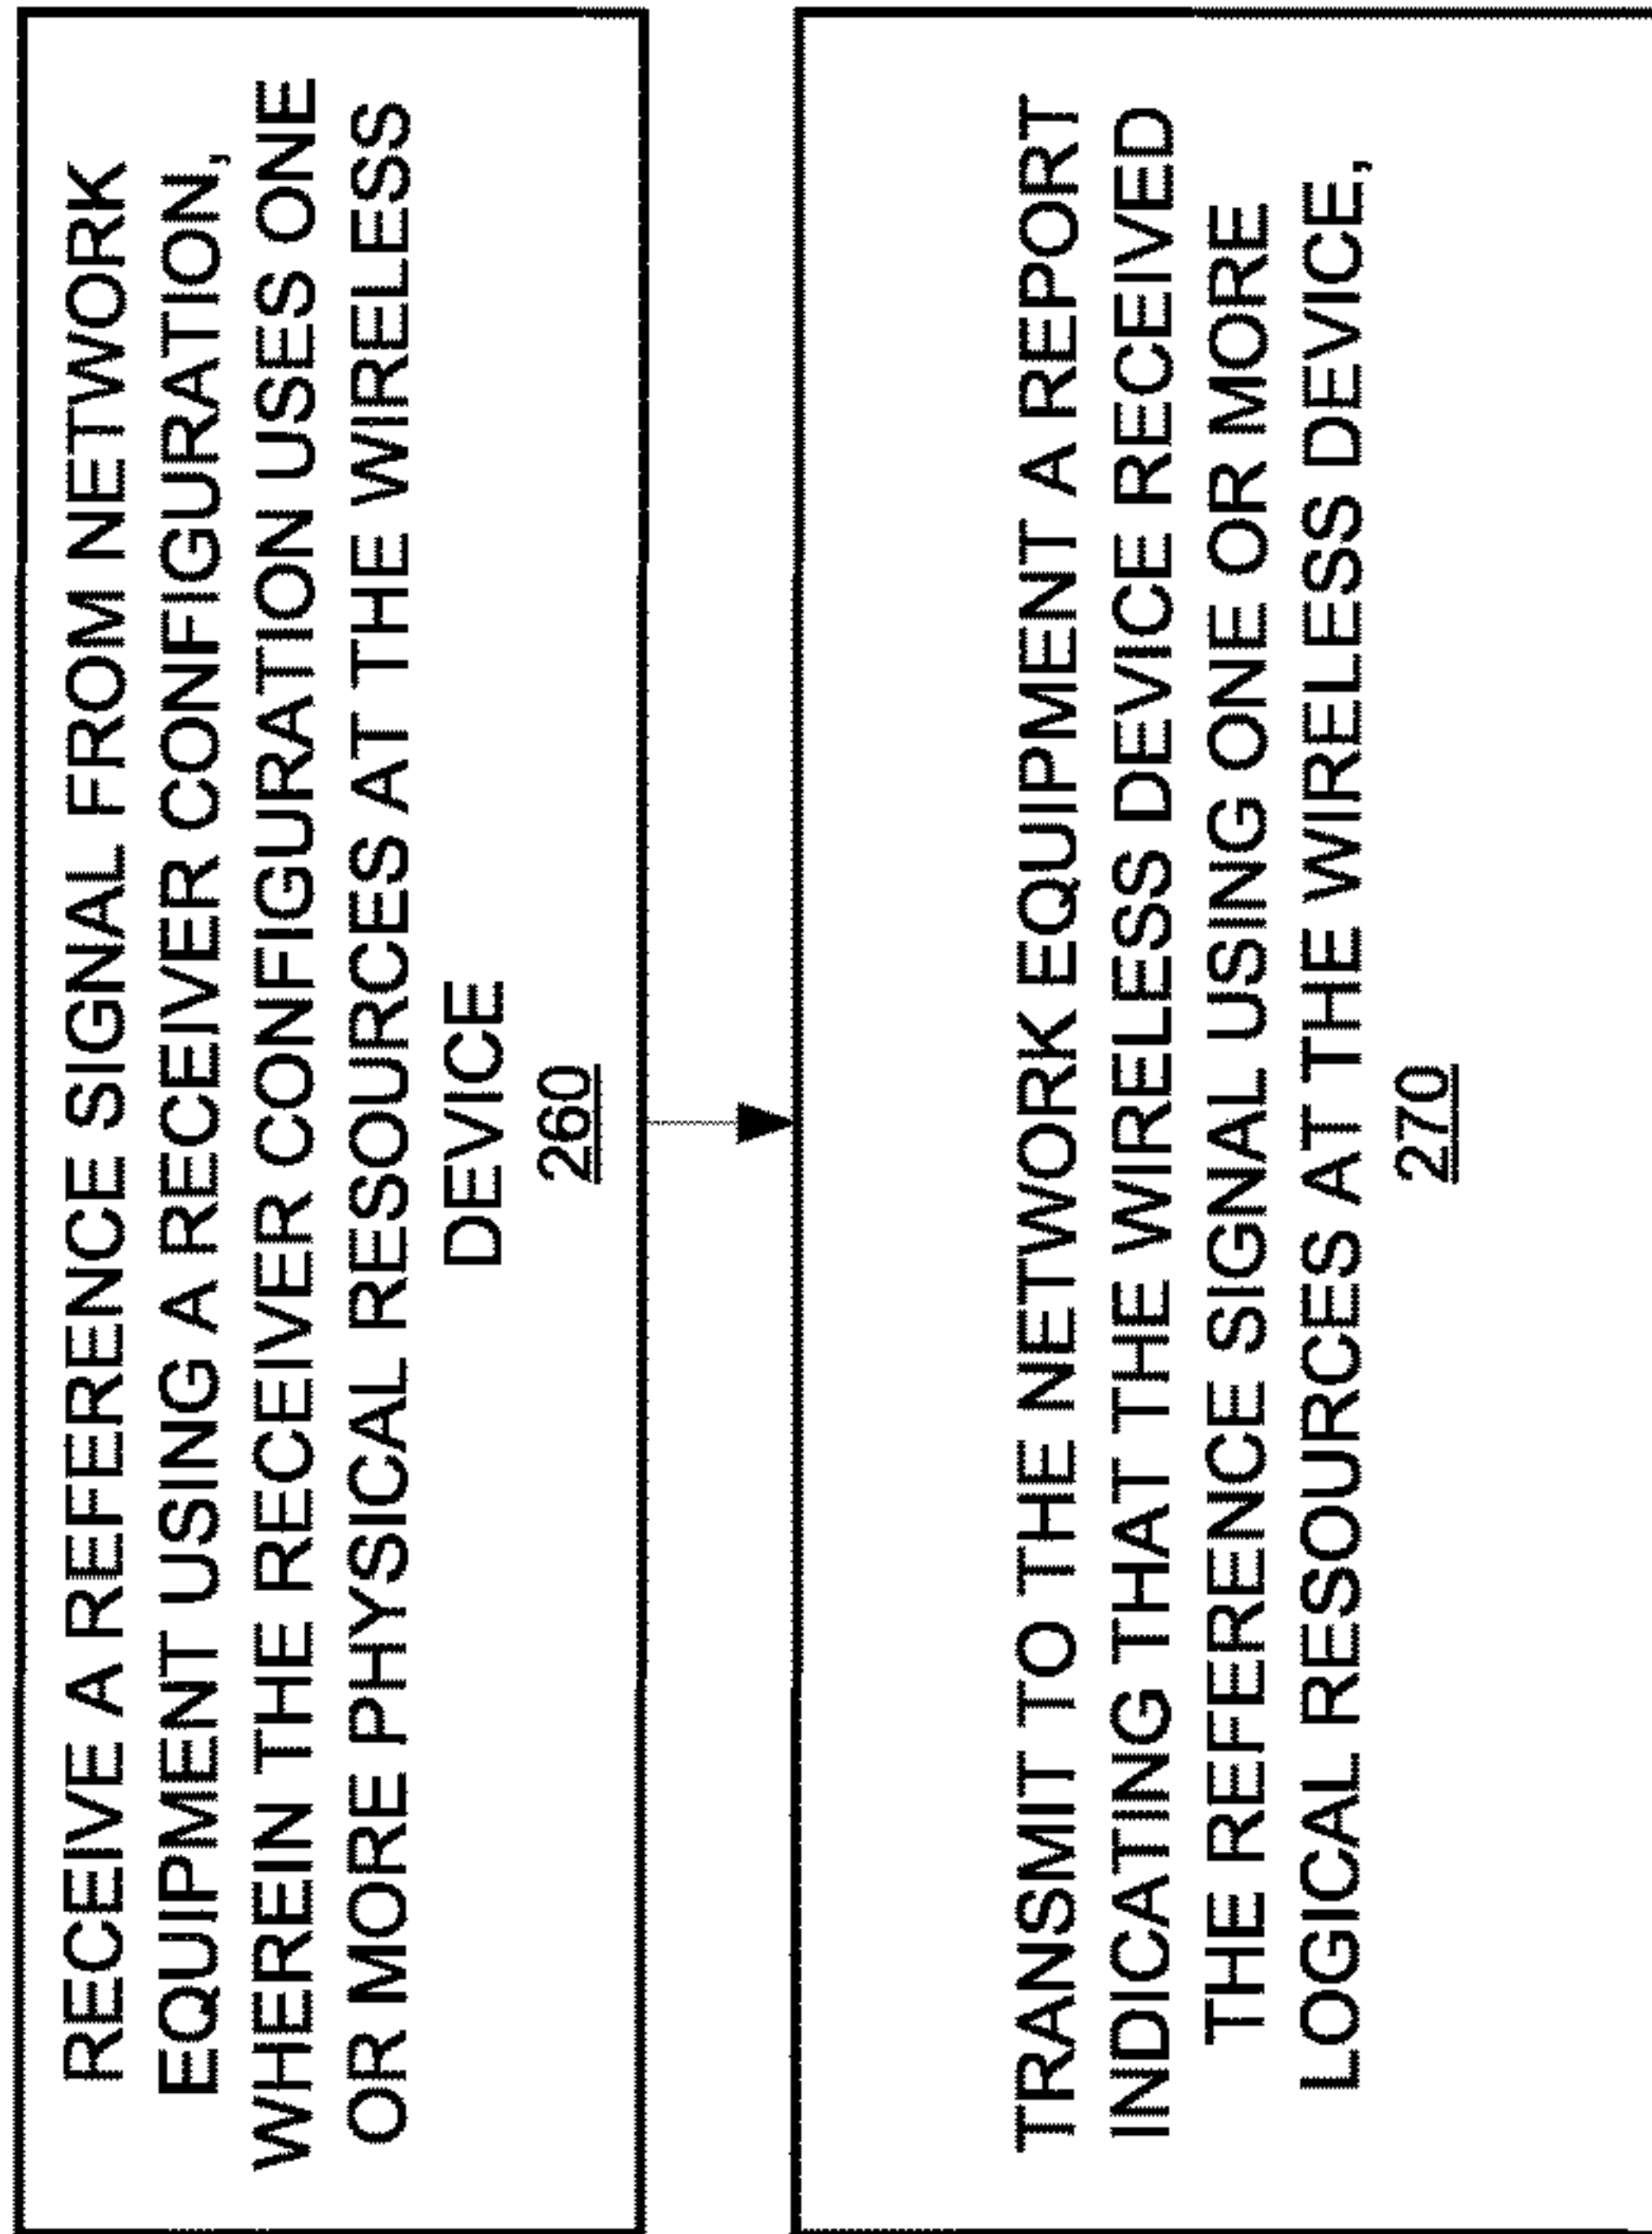 RECEIVE A REFERENCE SIGNAL FROM NETWORK
EQUIPMENT USING A RECEIVER CONFIGURATION,
WHEREIN THE RECEIVER CONFIGURATION USES ONE
OR MORE PHYSICAL RESOURCES AT THE WIRELESS
DEVICE
260
TRANSMIT TO THE NETWORK EQUIPMENT A REPORT
INDICATING THAT THE WIRELESS DEVICE RECEIVED
THE REFERENCE SIGNAL USING ONE OR MORE
LOGICAL RESOURCES AT THE WIRELESS DEVICE,
270